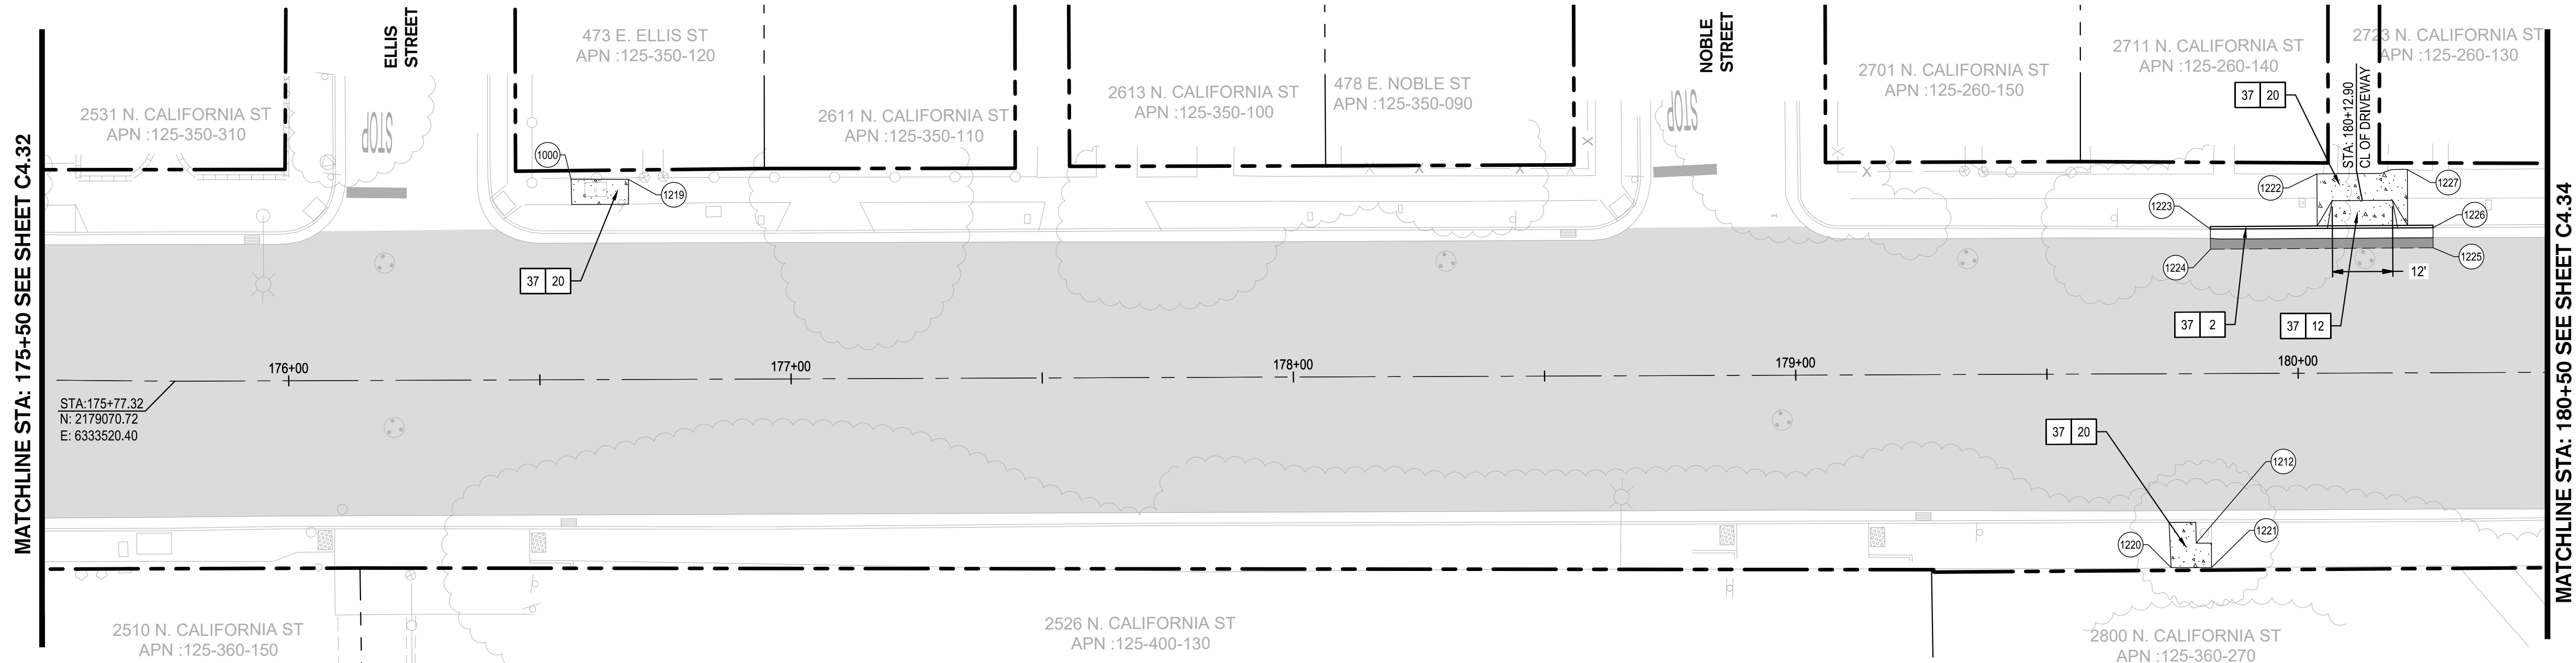 MATCHLINE STA: 175+50 SEE SHEET C4.32
ELLIS
STREET
473 E. ELLIS ST
APN :125-350-120
2531 N. CALIFORNIA ST
APN :125-350-310
STOP
2611 N. CALIFORNIA ST
APN :125-350-110
2613 N. CALIFORNIA ST
APN :125-350-100
478 E. NOBLE ST
APN :125-350-090
NOBLE
STREET
STOP
2701 N. CALIFORNIA ST
APN :125-260-150
2711 N. CALIFORNIA ST
APN :125-260-140
2723 N. CALIFORNIA ST
APN :125-260-130
37 20
STA: 180+12.90
CL OF DRIVEWAY
1000
1219
37 20
1222
1227
1223
1226
1224
1225
12'
37 2
37 12
176+00
177+00
178+00
179+00
180+00
STA:175+77.32
N: 2179070.72
E: 6333520.40
37 20
1212
1220
1221
2510 N. CALIFORNIA ST
APN :125-360-150
2526 N. CALIFORNIA ST
APN :125-400-130
2800 N. CALIFORNIA ST
APN :125-360-270
MATCHLINE STA: 180+50 SEE SHEET C4.34